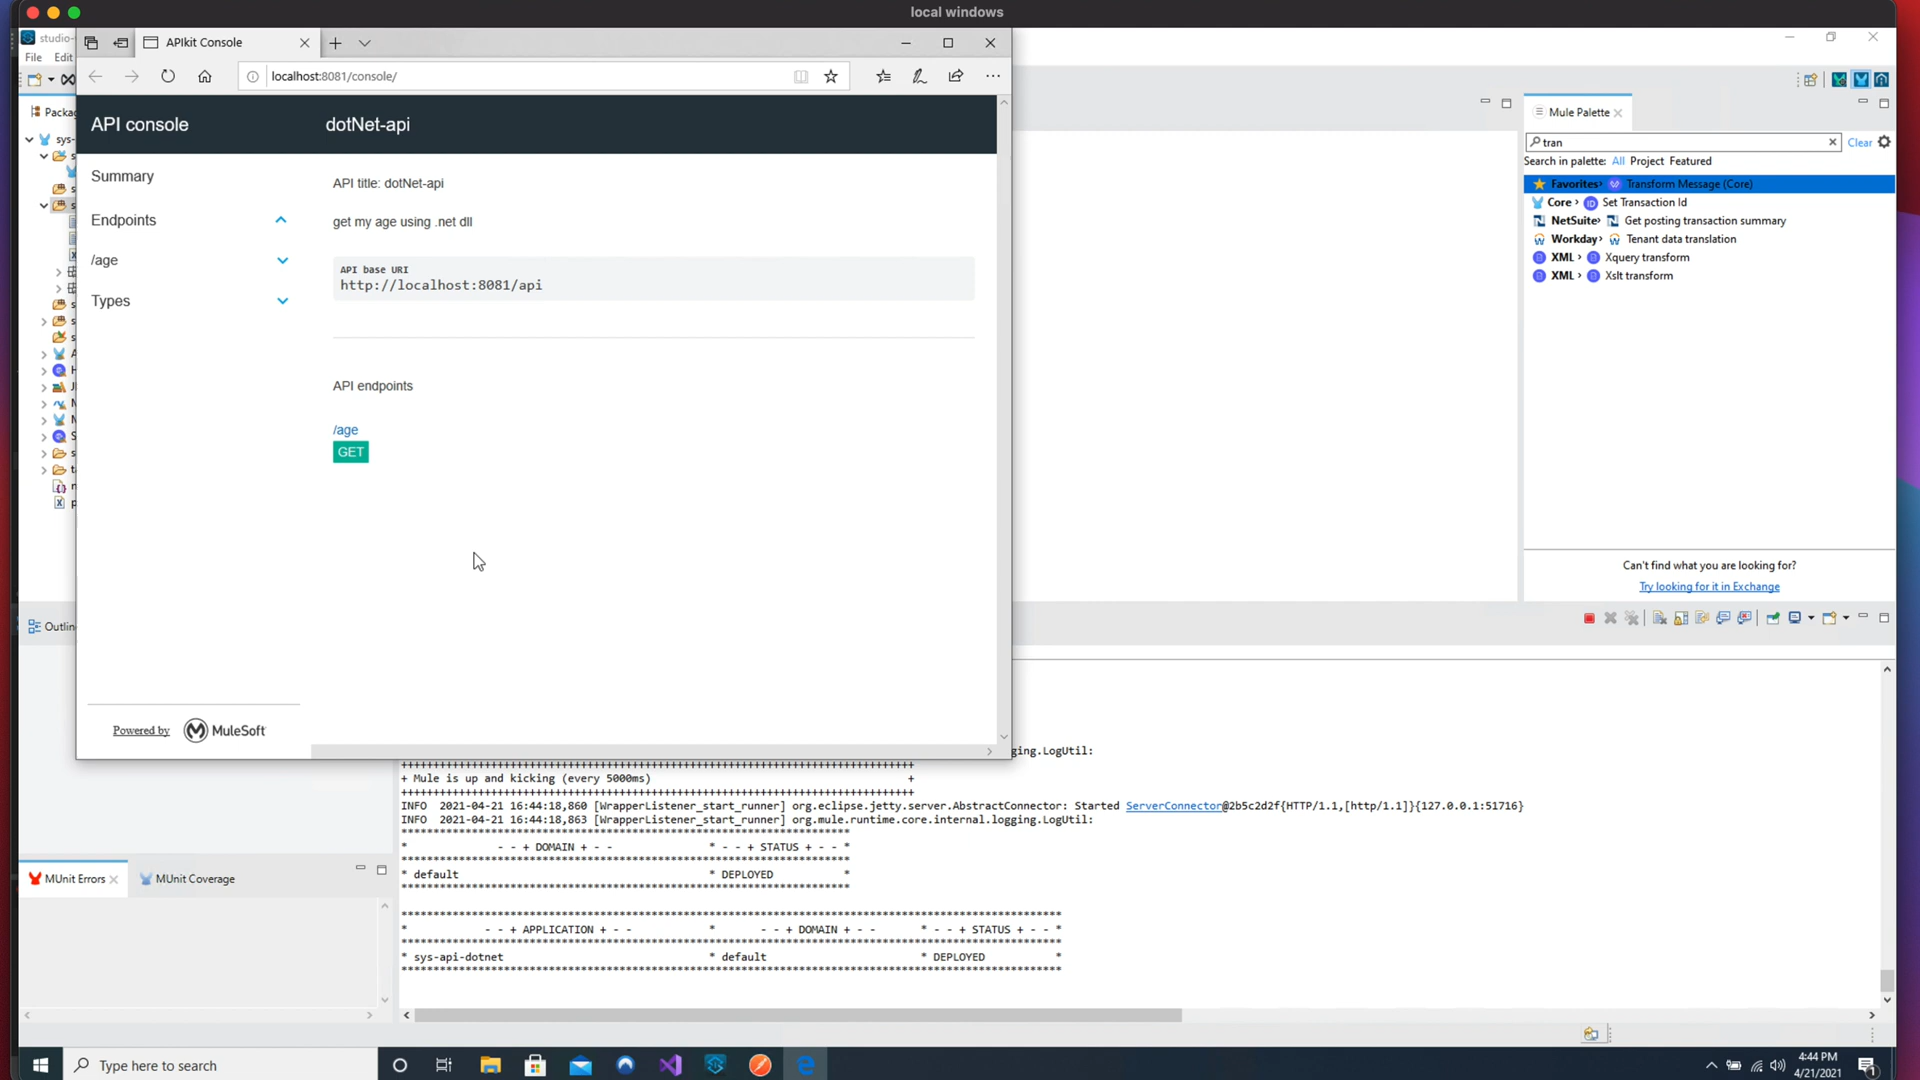 local windows
studio-
File Edit
APIkit Console
localhost:8081/console/
Packa
sys-
API console
dotNet-api
Summary
Endpoints
/age
Types
API title: dotNet-api
get my age using .net dll
API base URI
http://localhost:8081/api
API endpoints
/age
GET
Powered by MuleSoft
Mule Palette
tran
Clear
Search in palette: All Project Featured
Favorites> Transform Message (Core)
Core > Set Transaction Id
NetSuite> Get posting transaction summary
Workday> Tenant data translation
XML > Xquery transform
XML > Xslt transform
Can't find what you are looking for?
Try looking for it in Exchange
Outlin
MUnit Errors
MUnit Coverage
ging.LogUtil:
++++++++++++++++++++++++++++++++++++++++++++++++++++++++++++++++++++++
+ Mule is up and kicking (every 5000ms) +
++++++++++++++++++++++++++++++++++++++++++++++++++++++++++++++++++++++
INFO 2021-04-21 16:44:18,860 [WrapperListener_start_runner] org.eclipse.jetty.server.AbstractConnector: Started ServerConnector@2b5c2d2f{HTTP/1.1,[http/1.1]}{127.0.0.1:51716}
INFO 2021-04-21 16:44:18,863 [WrapperListener_start_runner] org.mule.runtime.core.internal.logging.LogUtil:
**********************************************************************
* - - + DOMAIN + - - * - - + STATUS + - - *
**********************************************************************
* default * DEPLOYED *
**********************************************************************
*******************************************************************************************************
* - - + APPLICATION + - - * - - + DOMAIN + - - * - - + STATUS + - - *
*******************************************************************************************************
* sys-api-dotnet * default * DEPLOYED *
*******************************************************************************************************
Type here to search
4:44 PM
4/21/2021
1